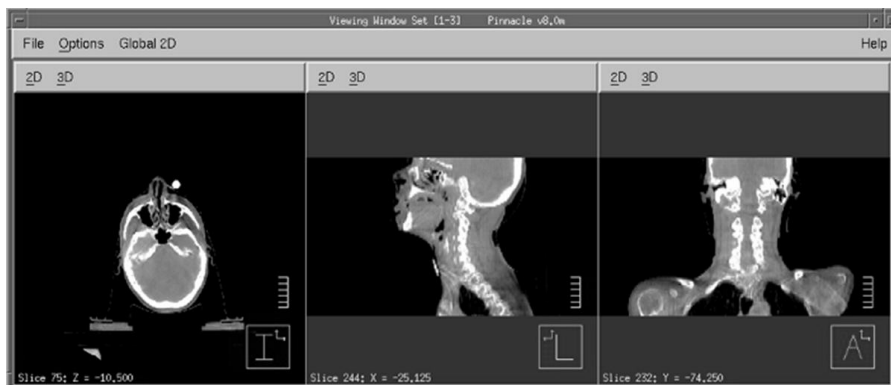 Viewing Window Set [1-3]  Pinnacle v8.0m
File  Options  Global 2D  Help
2D  3D  2D  3D  2D  3D
I  L  A
Slice 75: Z = -10.500  Slice 244: X = -25.125  Slice 232: Y = -74.250